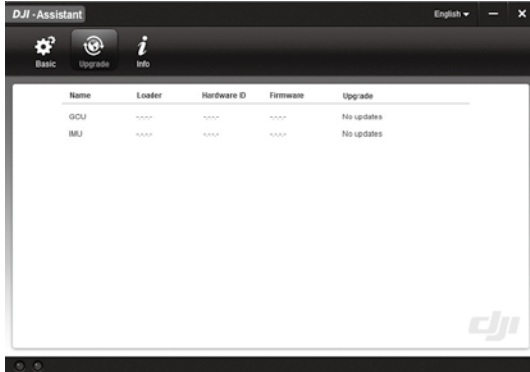 DJI - Assistant English
Basic Upgrade Info
Name Loader Hardware ID Firmware Upgrade
GCU -.-.-.- -.-.-.- -.-.-.- No updates
IMU -.-.-.- -.-.-.- -.-.-.- No updates
dji